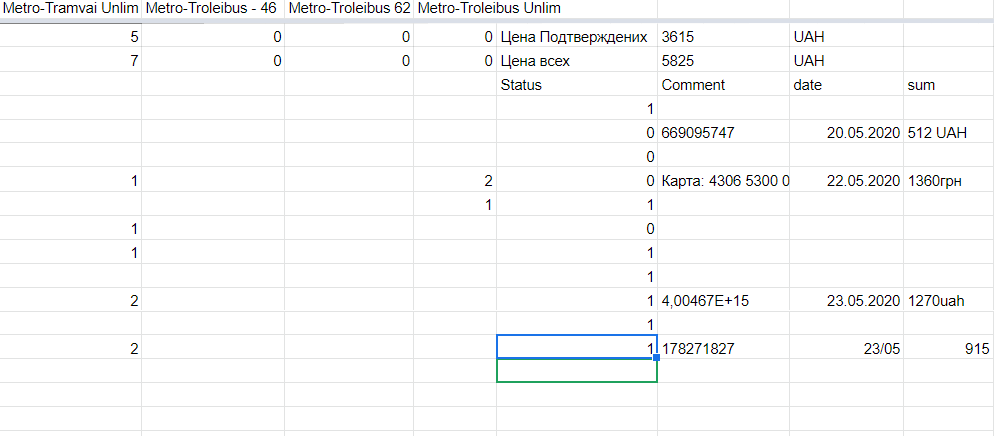 Metro-Tramvai Unlim Metro-Troleibus - 46 Metro-Troleibus 62 Metro-Troleibus Unlim
5 0 0 0 Цена Подтверждених 3615 UAH
7 0 0 0 Цена всех 5825 UAH
Status Comment date sum
1
0 669095747 20.05.2020 512 UAH
0
1 2 0 Карта: 4306 5300 0 22.05.2020 1360грн
1 1
1 0
1 1
1
2 1 4,00467E+15 23.05.2020 1270uah
1
2 1 178271827 23/05 915